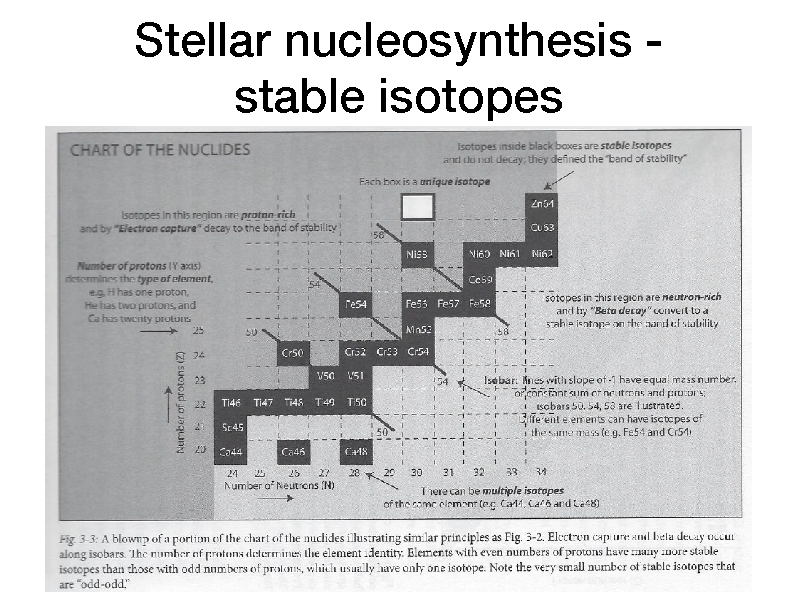 Stellar nucleosynthesis -
stable isotopes
CHART OF THE NUCLIDES
Isotopes inside black boxes are stable isotopes
and do not decay; they defined the "band of stability"
Each box is a unique isotope
Isotopes in this region are proton-rich
and by "Electron capture" decay to the band of stability
Number of protons (Y axis)
determines the type of element,
e.g, H has one proton,
He has two protons, and
Ca has twenty protons
Zn64
Cu63
58
Ni58 Ni60 Ni61 Ni62
Co59
54
Fe54 Fe56 Fe57 Fe58
Isotopes in this region are neutron-rich
and by "Beta decay" convert to a
stable isotope on the band of stability
25
50
Mn55
58
24
Cr50 Cr52 Cr53 Cr54
23
V50 V51
54
Isobar: lines with slope of -1 have equal mass number,
or constant sum of neutrons and protons;
isobars 50, 54, 58 are illustrated.
Different elements can have isotopes of
the same mass (e.g. Fe54 and Cr54)
22
Ti46 Ti47 Ti48 Ti49 Ti50
21
Sc45
50
20
Ca44 Ca46 Ca48
Number of protons (Z)
24 25 26 27 28 29 30 31 32 33 34
Number of Neutrons (N)
There can be multiple isotopes
of the same element (e.g. Ca44, Ca46 and Ca48)
Fig. 3-3: A blowup of a portion of the chart of the nuclides illustrating similar principles as Fig. 3-2. Electron capture and beta decay occur
along isobars. The number of protons determines the element identity. Elements with even numbers of protons have many more stable
isotopes than those with odd numbers of protons, which usually have only one isotope. Note the very small number of stable isotopes that
are "odd-odd."